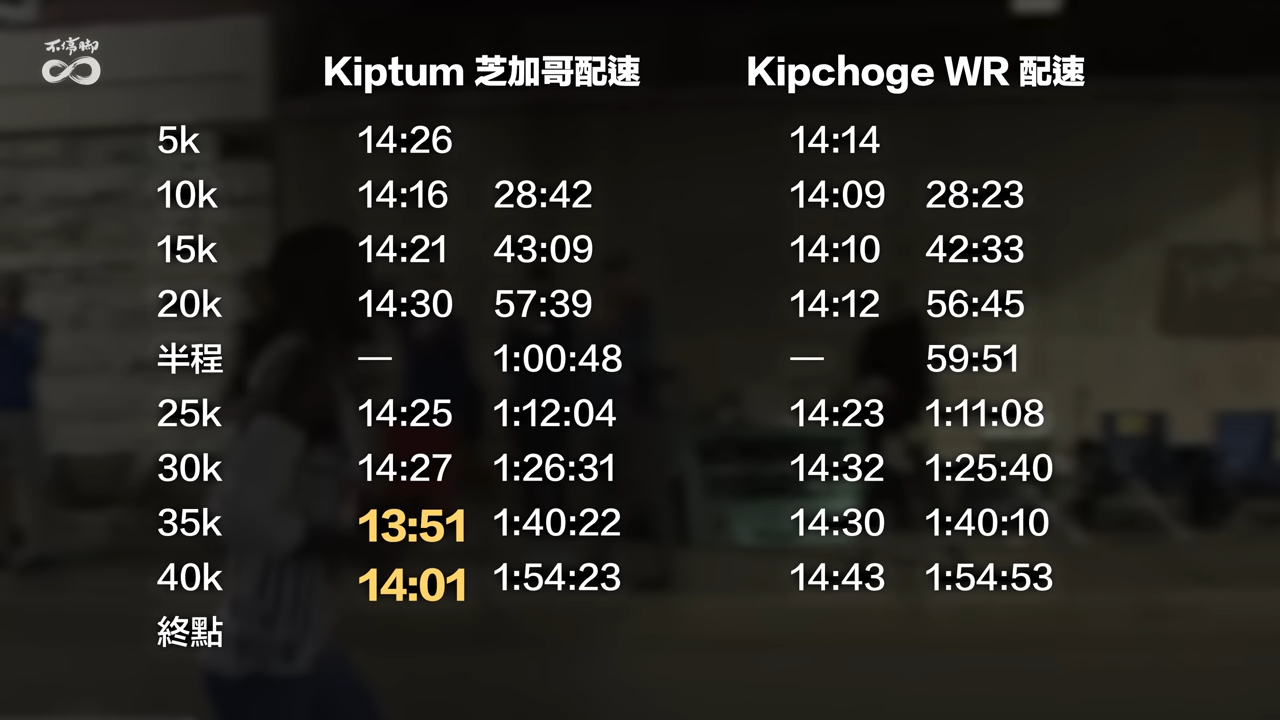 不停腳
Kiptum 芝加哥配速 Kipchoge WR 配速
5k 14:26 14:14
10k 14:16 28:42 14:09 28:23
15k 14:21 43:09 14:10 42:33
20k 14:30 57:39 14:12 56:45
半程 — 1:00:48 — 59:51
25k 14:25 1:12:04 14:23 1:11:08
30k 14:27 1:26:31 14:32 1:25:40
35k 13:51 1:40:22 14:30 1:40:10
40k 14:01 1:54:23 14:43 1:54:53
終點